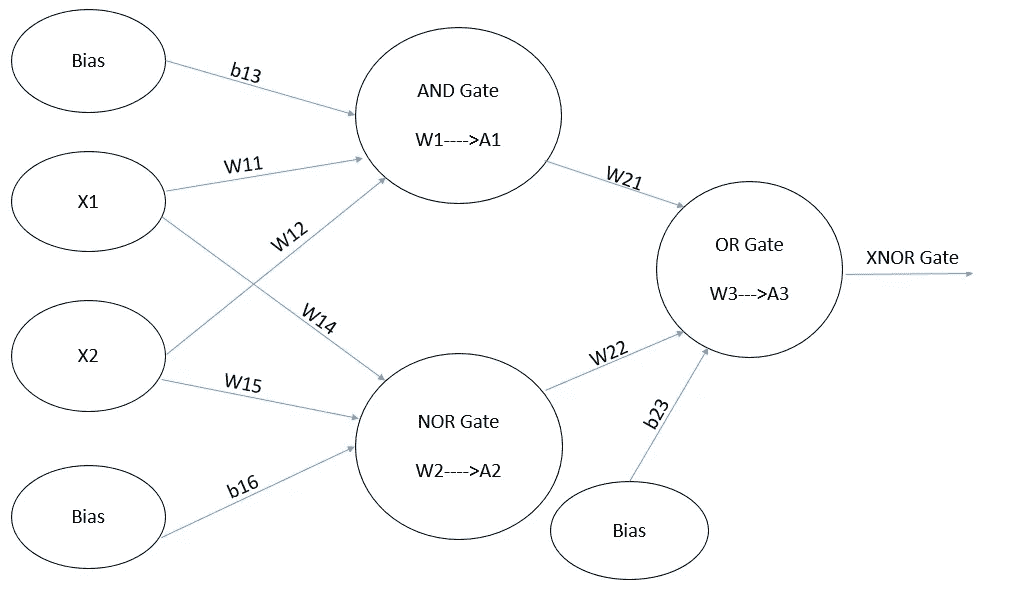 Bias
b13
AND Gate
W1---->A1
X1
W11
W12
W21
OR Gate
W3--->A3
XNOR Gate
X2
W14
W15
NOR Gate
W2---->A2
W22
b23
Bias
b16
Bias